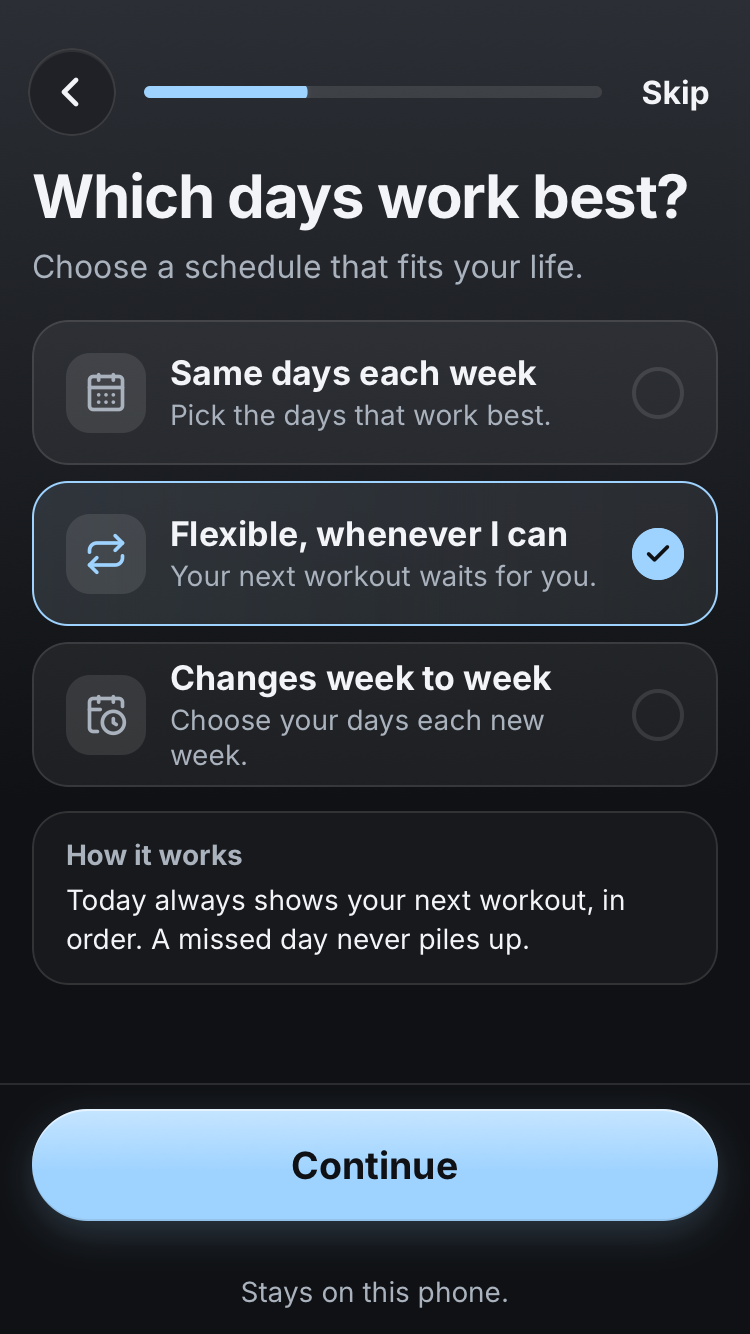 Skip
Which days work best?
Choose a schedule that fits your life.
Same days each week
Pick the days that work best.
Flexible, whenever I can
Your next workout waits for you.
Changes week to week
Choose your days each new
week.
How it works
Today always shows your next workout, in
order. A missed day never piles up.
Continue
Stays on this phone.